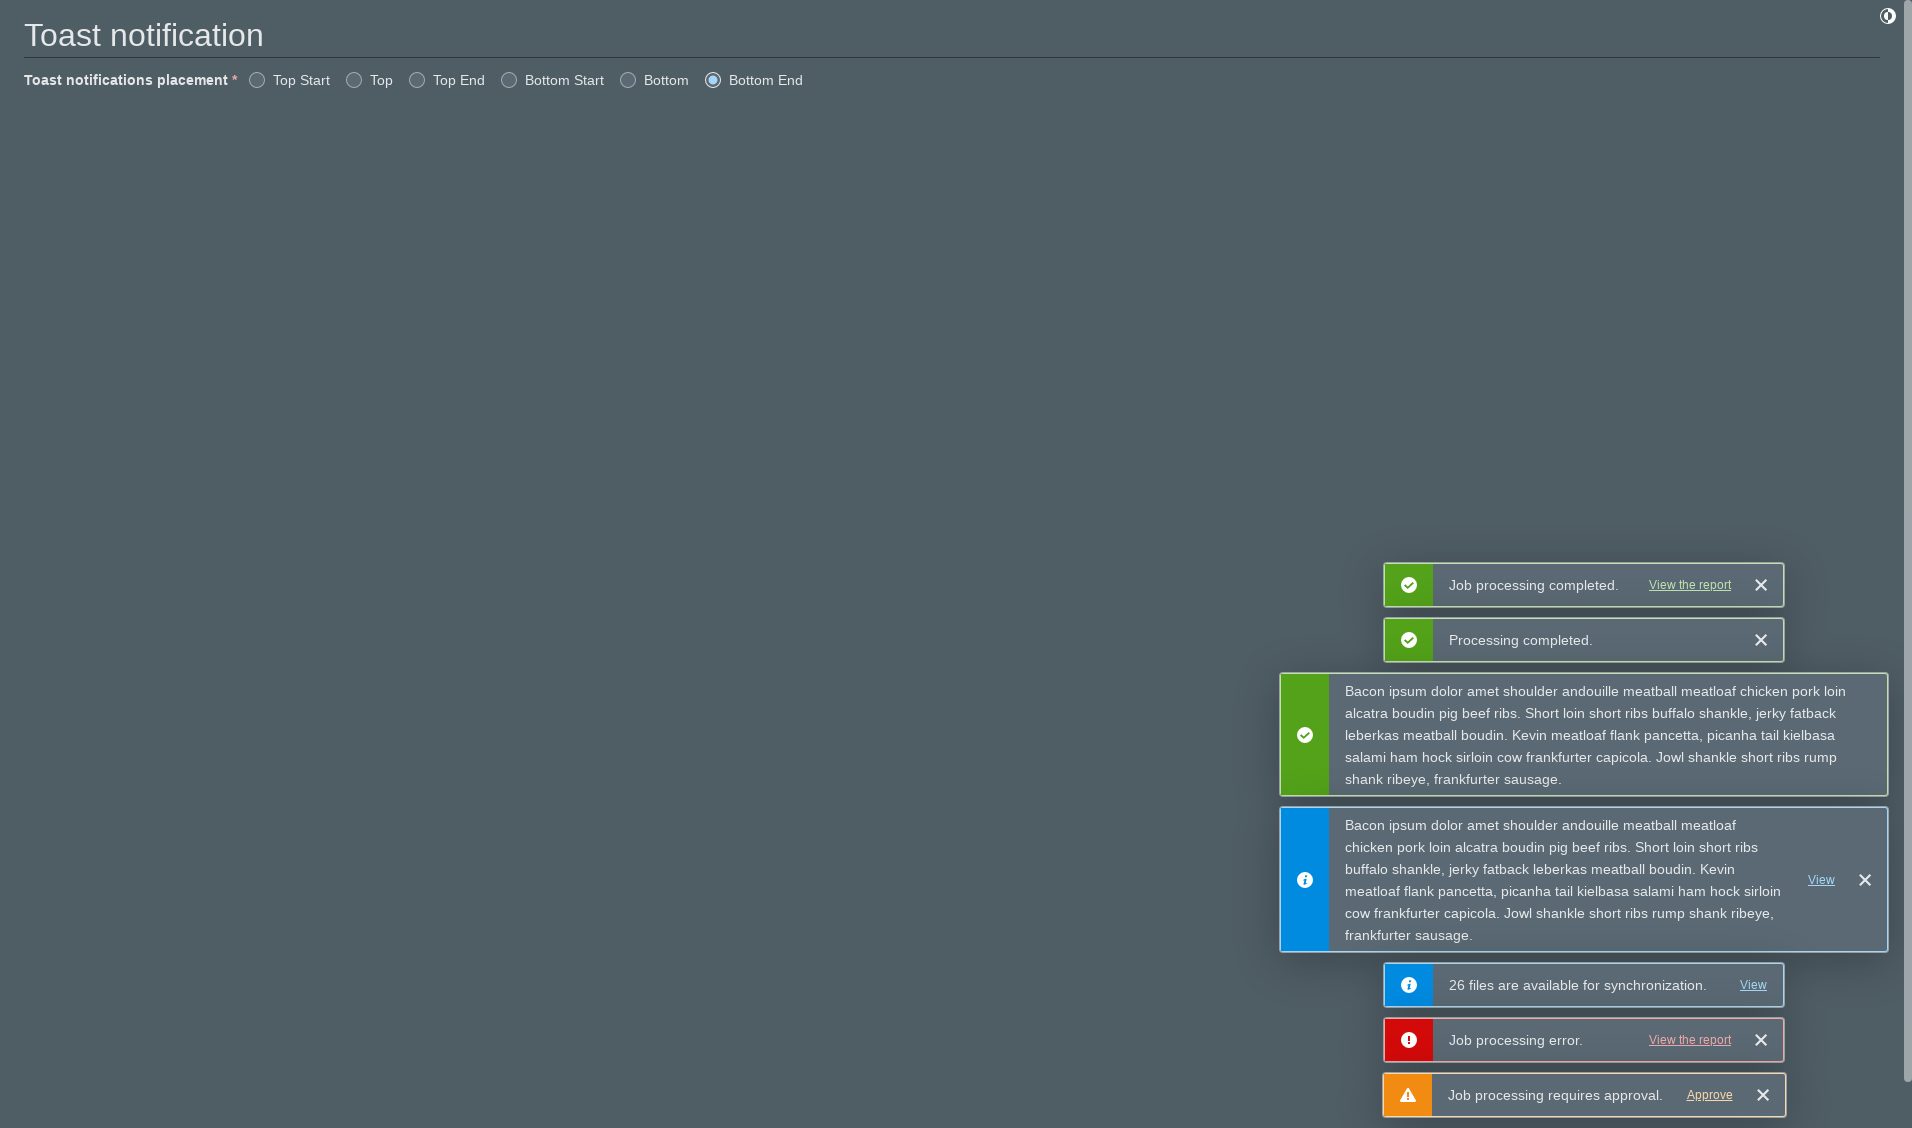 Toast notification
Toast notifications placement * Top Start Top Top End Bottom Start Bottom Bottom End
Job processing completed. View the report
Processing completed.
Bacon ipsum dolor amet shoulder andouille meatball meatloaf chicken pork loin
alcatra boudin pig beef ribs. Short loin short ribs buffalo shankle, jerky fatback
leberkas meatball boudin. Kevin meatloaf flank pancetta, picanha tail kielbasa
salami ham hock sirloin cow frankfurter capicola. Jowl shankle short ribs rump
shank ribeye, frankfurter sausage.
Bacon ipsum dolor amet shoulder andouille meatball meatloaf
chicken pork loin alcatra boudin pig beef ribs. Short loin short ribs
buffalo shankle, jerky fatback leberkas meatball boudin. Kevin
meatloaf flank pancetta, picanha tail kielbasa salami ham hock sirloin
cow frankfurter capicola. Jowl shankle short ribs rump shank ribeye,
frankfurter sausage.
View
26 files are available for synchronization. View
Job processing error. View the report
Job processing requires approval. Approve